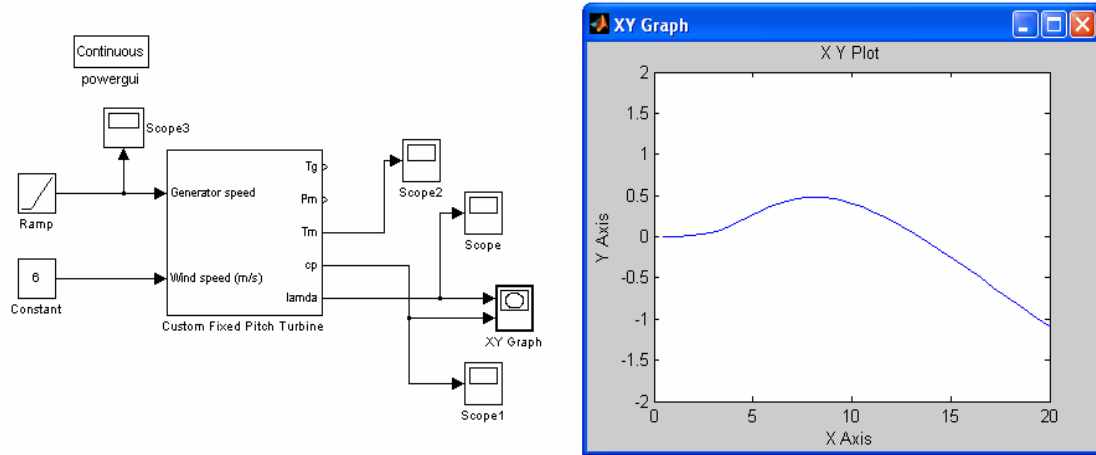 Continuous
powergui
Scope3
Ramp
Generator speed
6
Constant
Wind speed (m/s)
Tg
Pm
Tm
cp
lamda
Custom Fixed Pitch Turbine
Scope2
Scope
XY Graph
Scope1
XY Graph
X Y Plot
2
1.5
1
0.5
0
-0.5
-1
-1.5
-2
Y Axis
0
5
10
15
20
X Axis